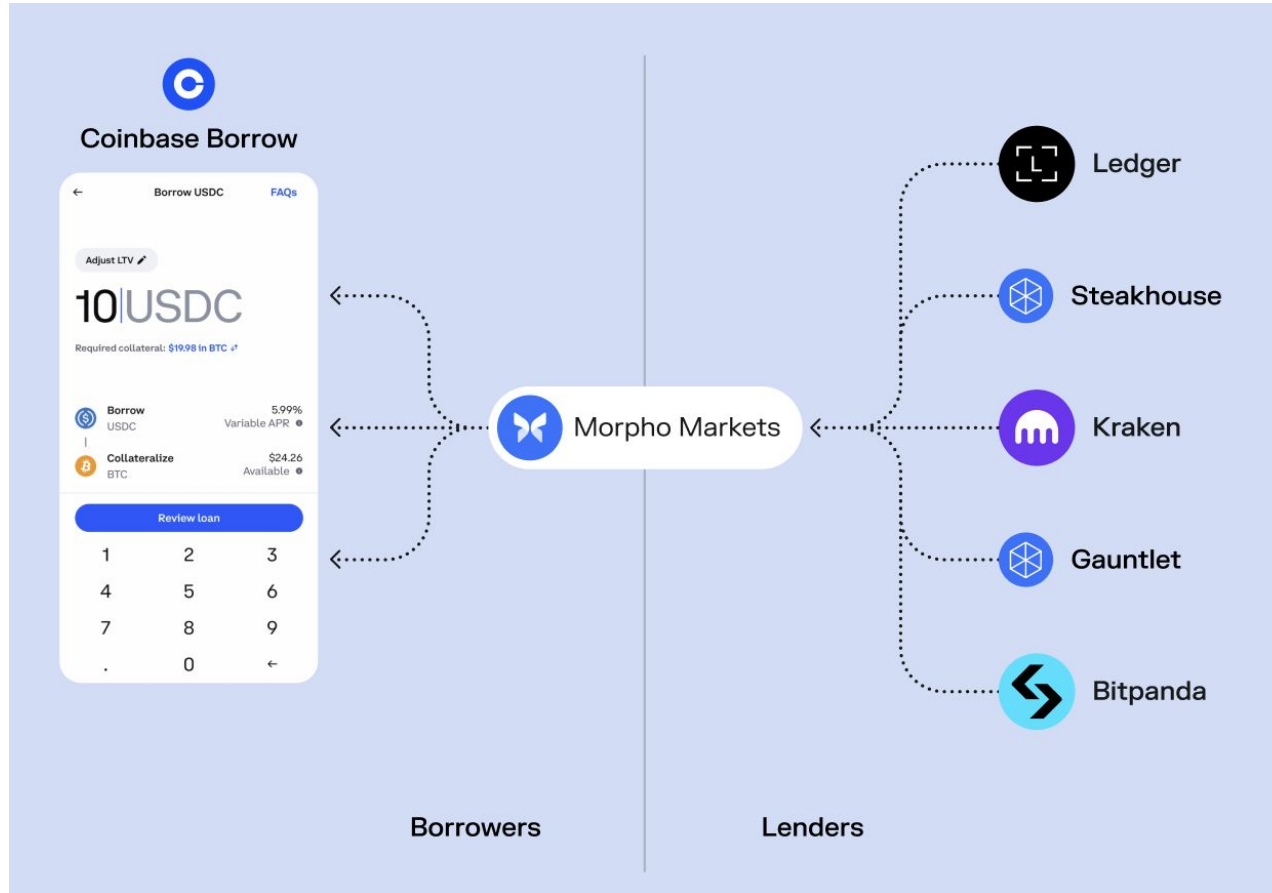 Coinbase Borrow
← Borrow USDC FAQs
Adjust LTV
10 USDC
Required collateral: $19.98 in BTC
Borrow 5.99%
USDC Variable APR
Collateralize $24.26
BTC Available
Review loan
1 2 3
4 5 6
7 8 9
. 0 ←
Morpho Markets
Ledger
Steakhouse
Kraken
Gauntlet
Bitpanda
Borrowers
Lenders